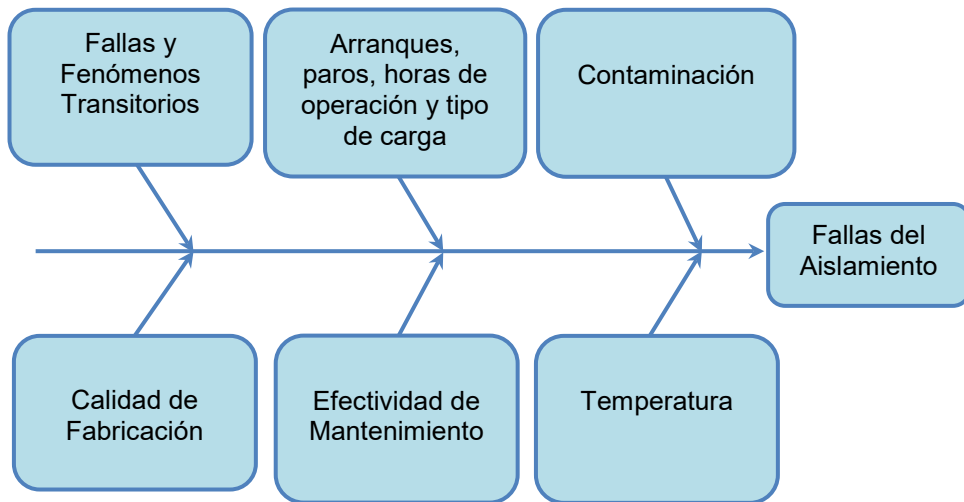 Fallas y
Fenómenos
Transitorios
Arranques,
paros, horas de
operación y tipo
de carga
Contaminación
Fallas del
Aislamiento
Calidad de
Fabricación
Efectividad de
Mantenimiento
Temperatura